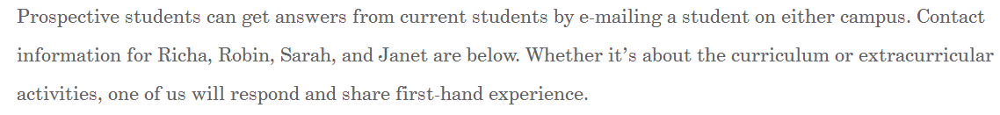 Prospective students can get answers from current students by e-mailing a student on either campus. Contact
information for Richa, Robin, Sarah, and Janet are below. Whether it’s about the curriculum or extracurricular
activities, one of us will respond and share first-hand experience.